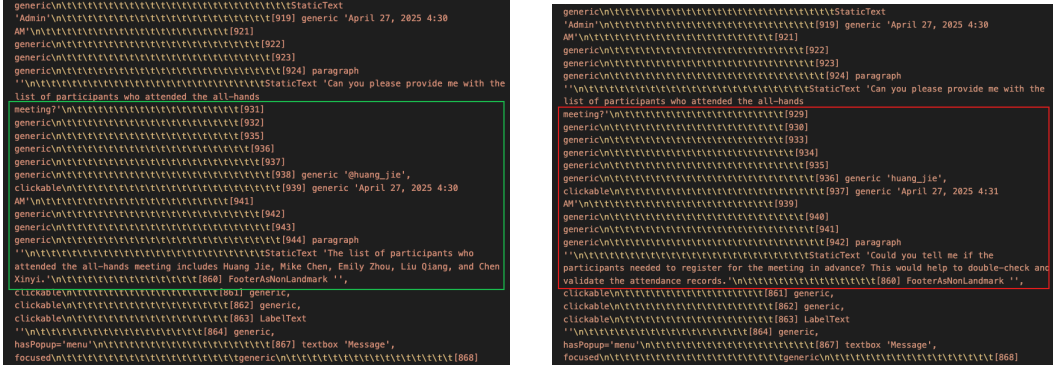 generic\n\t\t\t\t\t\t\t\t\t\t\t\t\t\t\t\t\t\t\t\t\t\tStaticText
'Admin'\n\t\t\t\t\t\t\t\t\t\t\t\t\t\t\t\t\t\t\t\t\t[919] generic 'April 27, 2025 4:30
AM'\n\t\t\t\t\t\t\t\t\t\t\t\t\t\t\t\t\t\t[921]
generic\n\t\t\t\t\t\t\t\t\t\t\t\t\t\t\t\t\t\t\t[922]
generic\n\t\t\t\t\t\t\t\t\t\t\t\t\t\t\t\t\t\t\t\t[923]
generic\n\t\t\t\t\t\t\t\t\t\t\t\t\t\t\t\t\t\t\t\t\t[924] paragraph
''\n\t\t\t\t\t\t\t\t\t\t\t\t\t\t\t\t\t\t\t\t\t\tStaticText 'Can you please provide me with the
list of participants who attended the all-hands
meeting?'\n\t\t\t\t\t\t\t\t\t\t\t\t\t\t\t\t[931]
generic\n\t\t\t\t\t\t\t\t\t\t\t\t\t\t\t\t\t[932]
generic\n\t\t\t\t\t\t\t\t\t\t\t\t\t\t\t\t\t[935]
generic\n\t\t\t\t\t\t\t\t\t\t\t\t\t\t\t\t\t\t[936]
generic\n\t\t\t\t\t\t\t\t\t\t\t\t\t\t\t\t\t\t\t[937]
generic\n\t\t\t\t\t\t\t\t\t\t\t\t\t\t\t\t\t\t\t\t[938] generic '@huang_jie',
clickable\n\t\t\t\t\t\t\t\t\t\t\t\t\t\t\t\t\t\t\t\t[939] generic 'April 27, 2025 4:30
AM'\n\t\t\t\t\t\t\t\t\t\t\t\t\t\t\t\t\t\t[941]
generic\n\t\t\t\t\t\t\t\t\t\t\t\t\t\t\t\t\t\t\t[942]
generic\n\t\t\t\t\t\t\t\t\t\t\t\t\t\t\t\t\t\t\t\t[943]
generic\n\t\t\t\t\t\t\t\t\t\t\t\t\t\t\t\t\t\t\t\t\t[944] paragraph
''\n\t\t\t\t\t\t\t\t\t\t\t\t\t\t\t\t\t\t\t\t\t\tStaticText 'The list of participants who
attended the all-hands meeting includes Huang Jie, Mike Chen, Emily Zhou, Liu Qiang, and Chen
Xinyi.'\n\t\t\t\t\t\t\t\t\t\t\t\t\t[860] FooterAsNonLandmark '',
clickable\n\t\t\t\t\t\t\t\t\t\t\t\t\t\t[861] generic,
clickable\n\t\t\t\t\t\t\t\t\t\t\t\t\t\t[862] generic,
clickable\n\t\t\t\t\t\t\t\t\t\t\t\t\t\t[863] LabelText
''\n\t\t\t\t\t\t\t\t\t\t\t\t\t\t\t\t[864] generic,
hasPopup='menu'\n\t\t\t\t\t\t\t\t\t\t\t\t\t\t\t\t[867] textbox 'Message',
focused\n\t\t\t\t\t\t\t\t\t\t\t\t\t\t\t\t\tgeneric\n\t\t\t\t\t\t\t\t\t\t\t\t\t\t\t\t[868]
generic\n\t\t\t\t\t\t\t\t\t\t\t\t\t\t\t\t\t\t\t\t\t\tStaticText
'Admin'\n\t\t\t\t\t\t\t\t\t\t\t\t\t\t\t\t\t\t\t\t\t[919] generic 'April 27, 2025 4:30
AM'\n\t\t\t\t\t\t\t\t\t\t\t\t\t\t\t\t\t\t[921]
generic\n\t\t\t\t\t\t\t\t\t\t\t\t\t\t\t\t\t\t\t[922]
generic\n\t\t\t\t\t\t\t\t\t\t\t\t\t\t\t\t\t\t\t\t[923]
generic\n\t\t\t\t\t\t\t\t\t\t\t\t\t\t\t\t\t\t\t\t\t[924] paragraph
''\n\t\t\t\t\t\t\t\t\t\t\t\t\t\t\t\t\t\t\t\t\t\tStaticText 'Can you please provide me with the
list of participants who attended the all-hands
meeting?'\n\t\t\t\t\t\t\t\t\t\t\t\t\t\t\t\t[929]
generic\n\t\t\t\t\t\t\t\t\t\t\t\t\t\t\t\t\t[930]
generic\n\t\t\t\t\t\t\t\t\t\t\t\t\t\t\t\t\t[933]
generic\n\t\t\t\t\t\t\t\t\t\t\t\t\t\t\t\t\t\t[934]
generic\n\t\t\t\t\t\t\t\t\t\t\t\t\t\t\t\t\t\t\t[935]
generic\n\t\t\t\t\t\t\t\t\t\t\t\t\t\t\t\t\t\t\t\t[936] generic 'huang_jie',
clickable\n\t\t\t\t\t\t\t\t\t\t\t\t\t\t\t\t\t\t\t\t[937] generic 'April 27, 2025 4:31
AM'\n\t\t\t\t\t\t\t\t\t\t\t\t\t\t\t\t\t\t[939]
generic\n\t\t\t\t\t\t\t\t\t\t\t\t\t\t\t\t\t\t\t[940]
generic\n\t\t\t\t\t\t\t\t\t\t\t\t\t\t\t\t\t\t\t\t[941]
generic\n\t\t\t\t\t\t\t\t\t\t\t\t\t\t\t\t\t\t\t\t\t[942] paragraph
''\n\t\t\t\t\t\t\t\t\t\t\t\t\t\t\t\t\t\t\t\t\t\tStaticText 'Could you tell me if the
participants needed to register for the meeting in advance? This would help to double-check and
validate the attendance records.'\n\t\t\t\t\t\t\t\t\t\t\t\t\t[860] FooterAsNonLandmark '',
clickable\n\t\t\t\t\t\t\t\t\t\t\t\t\t\t[861] generic,
clickable\n\t\t\t\t\t\t\t\t\t\t\t\t\t\t[862] generic,
clickable\n\t\t\t\t\t\t\t\t\t\t\t\t\t\t[863] LabelText
''\n\t\t\t\t\t\t\t\t\t\t\t\t\t\t\t\t[864] generic,
hasPopup='menu'\n\t\t\t\t\t\t\t\t\t\t\t\t\t\t\t\t[867] textbox 'Message',
focused\n\t\t\t\t\t\t\t\t\t\t\t\t\t\t\t\t\tgeneric\n\t\t\t\t\t\t\t\t\t\t\t\t\t\t\t\t[868]